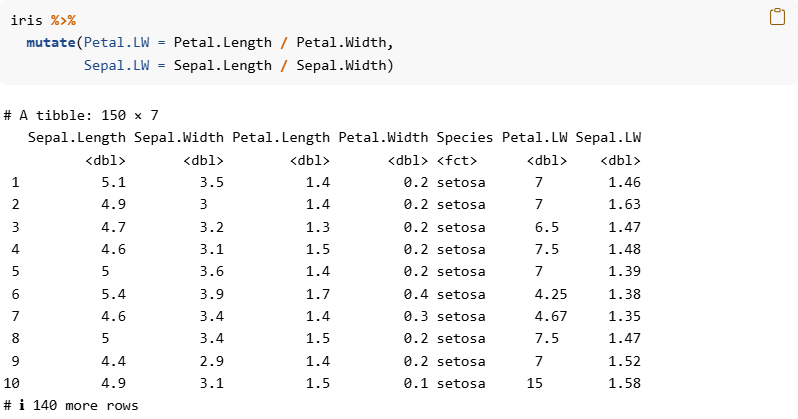 iris %>%
  mutate(Petal.LW = Petal.Length / Petal.Width,
         Sepal.LW = Sepal.Length / Sepal.Width)
# A tibble: 150 × 7
   Sepal.Length Sepal.Width Petal.Length Petal.Width Species Petal.LW Sepal.LW
          <dbl>       <dbl>        <dbl>       <dbl> <fct>      <dbl>    <dbl>
 1          5.1         3.5          1.4         0.2 setosa      7        1.46
 2          4.9         3            1.4         0.2 setosa      7        1.63
 3          4.7         3.2          1.3         0.2 setosa      6.5      1.47
 4          4.6         3.1          1.5         0.2 setosa      7.5      1.48
 5          5           3.6          1.4         0.2 setosa      7        1.39
 6          5.4         3.9          1.7         0.4 setosa      4.25     1.38
 7          4.6         3.4          1.4         0.3 setosa      4.67     1.35
 8          5           3.4          1.5         0.2 setosa      7.5      1.47
 9          4.4         2.9          1.4         0.2 setosa      7        1.52
10          4.9         3.1          1.5         0.1 setosa     15        1.58
# ℹ 140 more rows